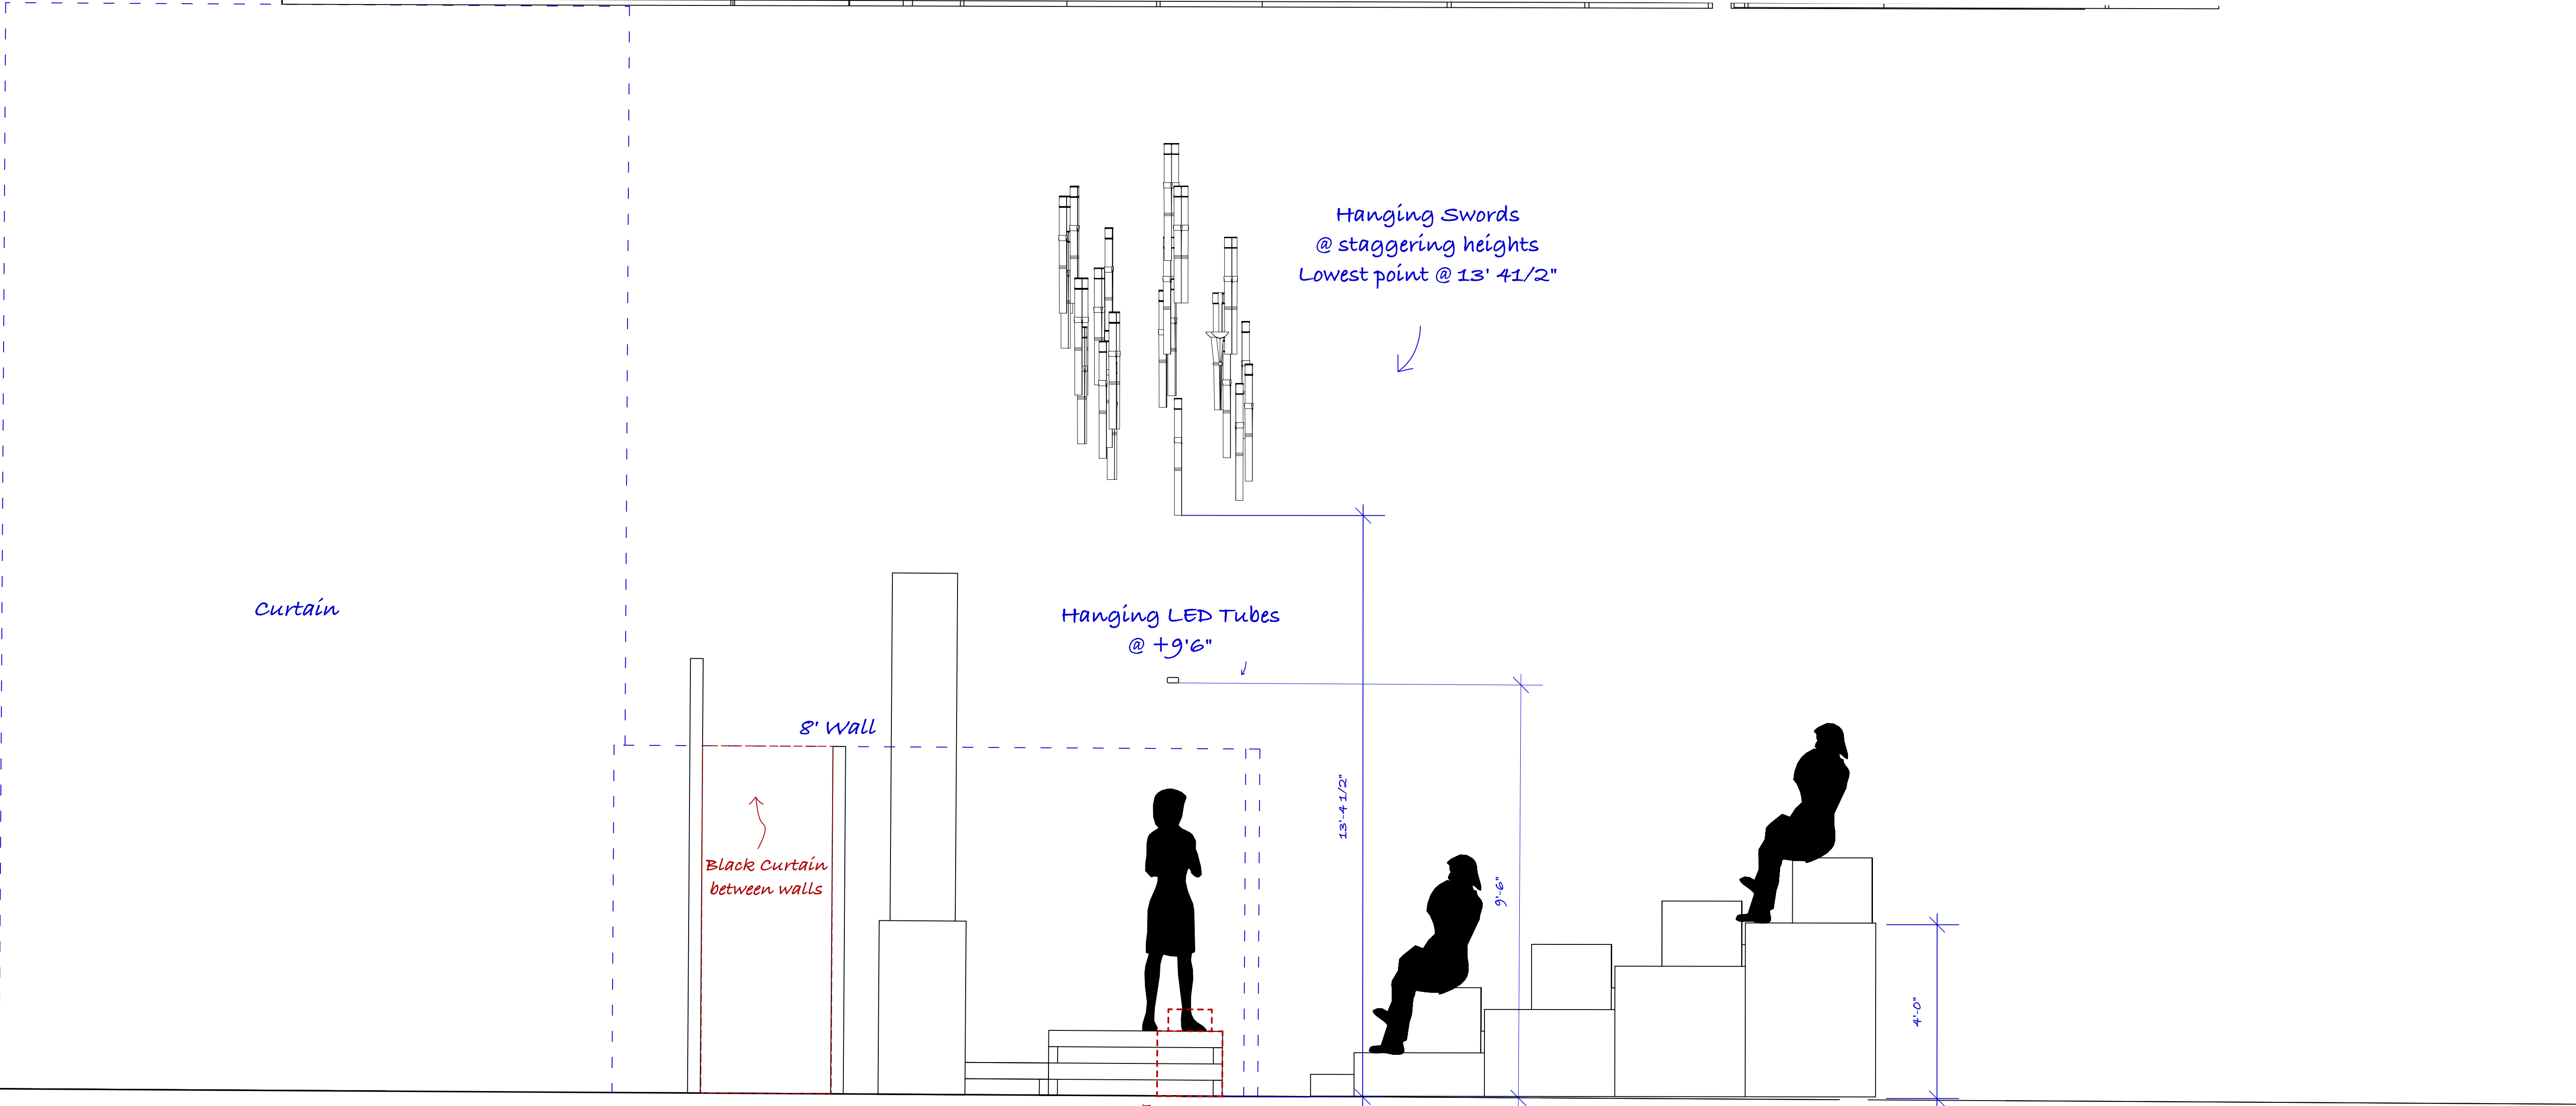 Hanging Swords
@ staggering heights
Lowest point @ 13' 41/2"
Curtain
Hanging LED Tubes
@ +9'6"
8' Wall
13'-4 1/2"
Black Curtain
between walls
9'-6"
4'-0"